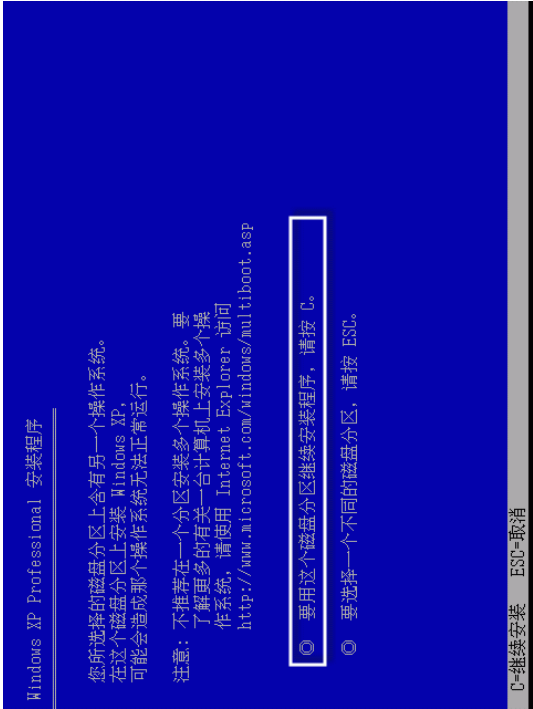 Windows XP Professional 安装程序
您所选择的磁盘分区上含有另一个操作系统。
在这个磁盘分区上安装 Windows XP,
可能会造成那个操作系统无法正常运行。
注意: 不推荐在一个分区安装多个操作系统。要
了解更多的有关一台计算机上安装多个操
作系统, 请使用 Internet Explorer 访问
http://www.microsoft.com/windows/multiboot.asp
◎ 要用这个磁盘分区继续安装程序, 请按 C。
◎ 要选择一个不同的磁盘分区, 请按 ESC。
C=继续安装 ESC=取消